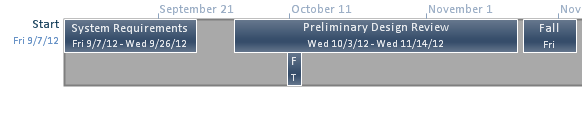 September 21
October 11
November 1
Nov
Start
Fri 9/7/12
System Requirements
Fri 9/7/12 - Wed 9/26/12
Preliminary Design Review
Wed 10/3/12 - Wed 11/14/12
Fall
Fri
F
T